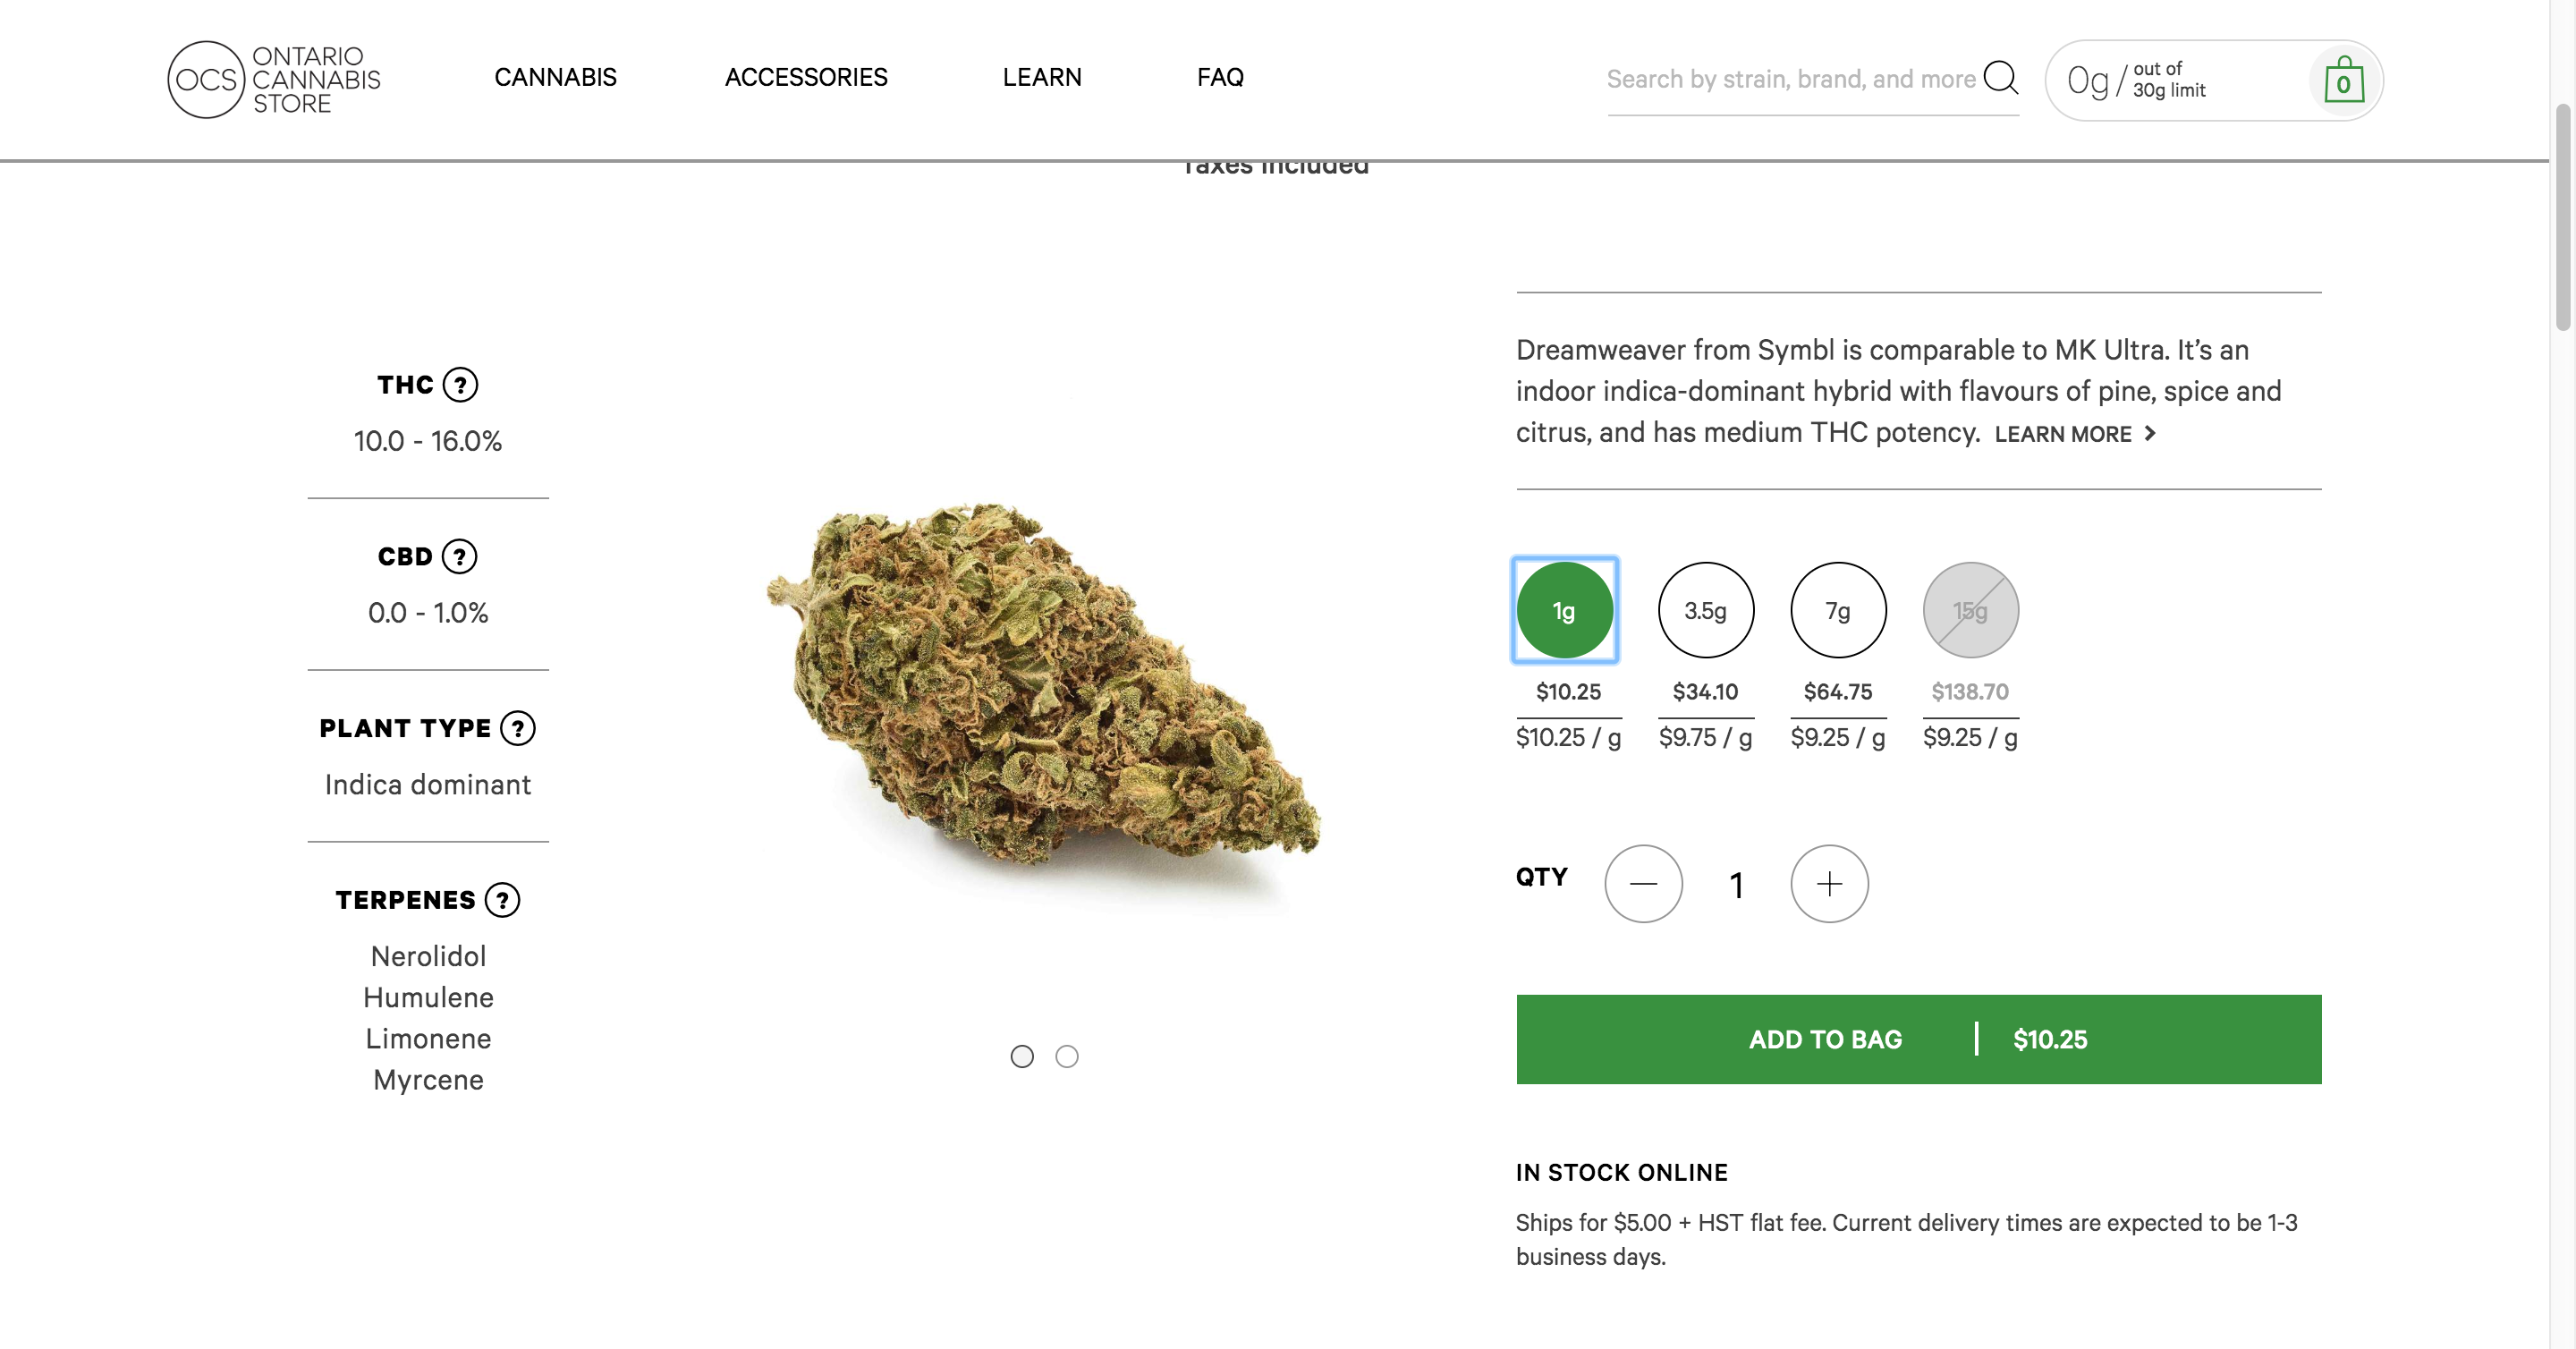 OCS
ONTARIO
CANNABIS
STORE
CANNABIS
ACCESSORIES
LEARN
FAQ
Search by strain, brand, and more
0g / out of
30g limit
0
Taxes Included
THC ?
10.0 - 16.0%
CBD ?
0.0 - 1.0%
PLANT TYPE ?
Indica dominant
TERPENES ?
Nerolidol
Humulene
Limonene
Myrcene
Dreamweaver from Symbl is comparable to MK Ultra. It’s an
indoor indica-dominant hybrid with flavours of pine, spice and
citrus, and has medium THC potency. LEARN MORE >
1g 3.5g 7g 15g
$10.25 $34.10 $64.75 $138.70
$10.25 / g $9.75 / g $9.25 / g $9.25 / g
QTY — 1 +
ADD TO BAG | $10.25
IN STOCK ONLINE
Ships for $5.00 + HST flat fee. Current delivery times are expected to be 1-3
business days.